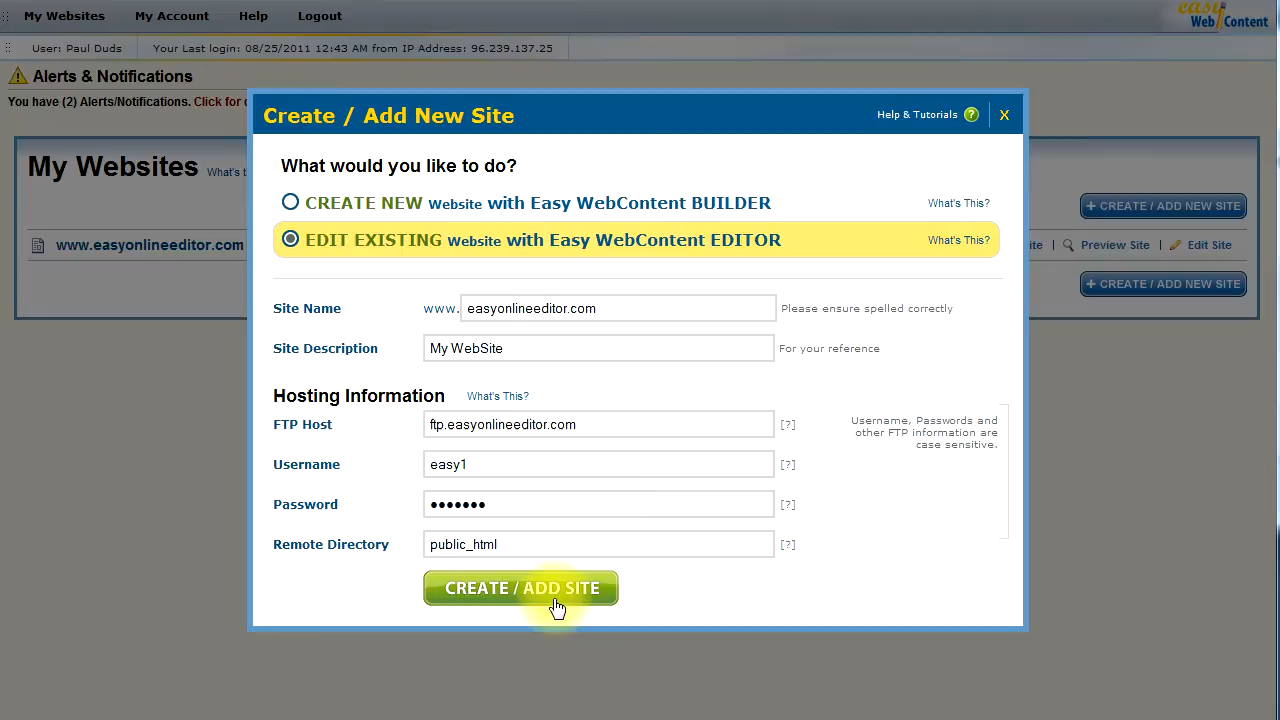 My Websites My Account Help Logout
easy WebContent
User: Paul Duds Your Last login: 08/25/2011 12:43 AM from IP Address: 96.239.137.25
Alerts & Notifications
You have (2) Alerts/Notifications. Click for
Create / Add New Site Help & Tutorials ? X
What would you like to do?
My Websites What's t
CREATE NEW Website with Easy WebContent BUILDER What's This?
+ CREATE / ADD NEW SITE
EDIT EXISTING Website with Easy WebContent EDITOR What's This?
www.easyonlineeditor.com ite | Preview Site | Edit Site
+ CREATE / ADD NEW SITE
Site Name www. easyonlineeditor.com Please ensure spelled correctly
Site Description My WebSite For your reference
Hosting Information What's This?
FTP Host ftp.easyonlineeditor.com [?]
Username, Passwords and
other FTP information are
case sensitive.
Username easy1 [?]
Password ••••••• [?]
Remote Directory public_html [?]
CREATE / ADD SITE